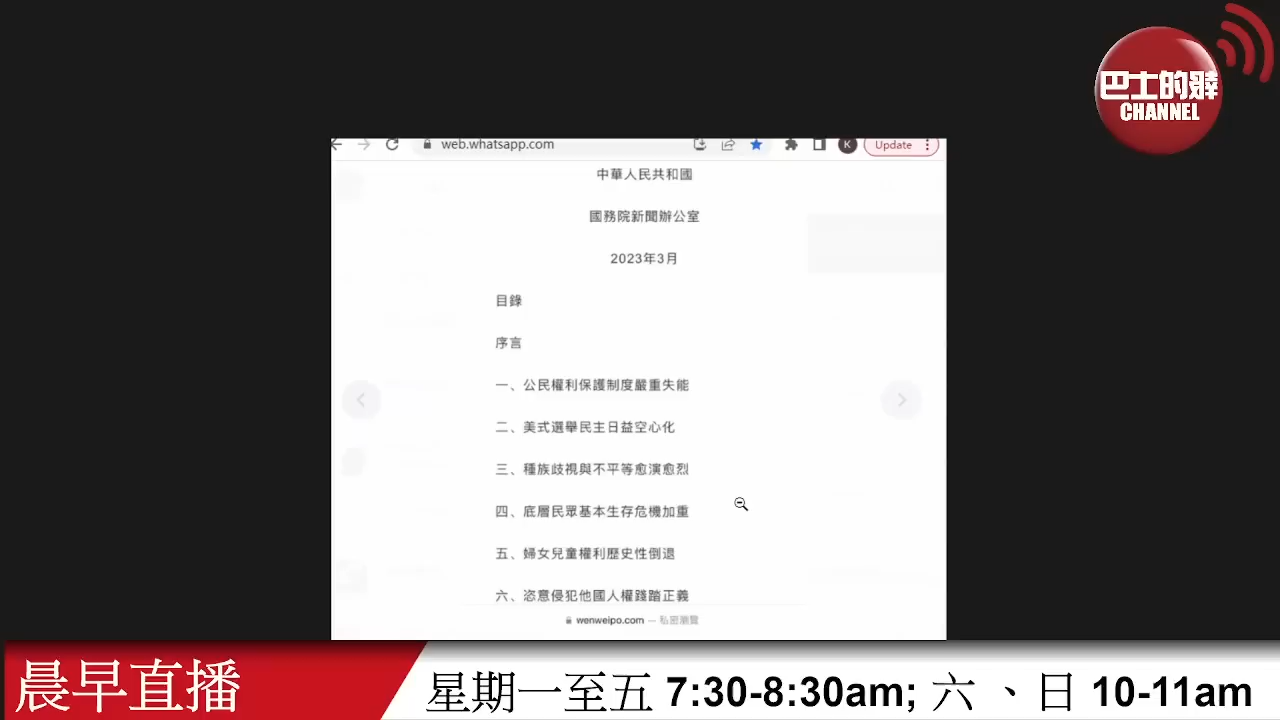 巴士的報
CHANNEL
web.whatsapp.com
K
Update
中華人民共和國
國務院新聞辦公室
2023年3月
目錄
序言
一、公民權利保護制度嚴重失能
二、美式選舉民主日益空心化
三、種族歧視與不平等愈演愈烈
四、底層民眾基本生存危機加重
五、婦女兒童權利歷史性倒退
六、恣意侵犯他國人權踐踏正義
wenweipo.com — 私密瀏覽
晨早直播
星期一至五 7:30-8:30am; 六 、日 10-11am